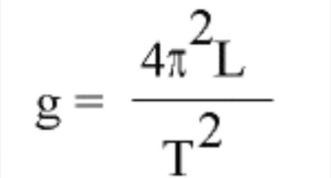 g = 4π²L / T²